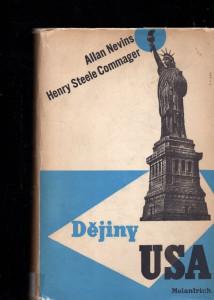 Allan Nevins
Henry Steele Commager
Dějiny
USA
Melantrich